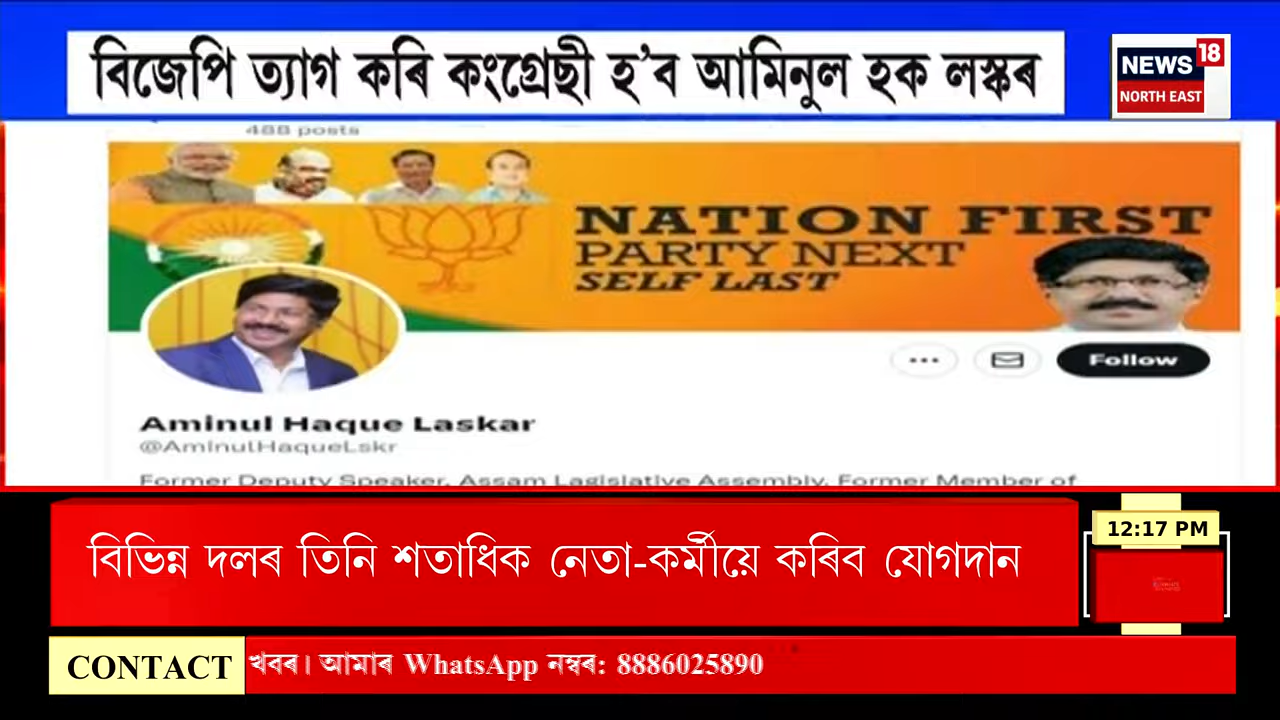 বিজেপি ত্যাগ কৰি কংগ্ৰেছী হ'ব আমিনুল হক লস্কৰ
NEWS 18
NORTH EAST
488 posts
NATION FIRST
PARTY NEXT
SELF LAST
Follow
Aminul Haque Laskar
@AminulHaqueLskr
Former Deputy Speaker, Assam Legislative Assembly, Former Member of
বিভিন্ন দলৰ তিনি শতাধিক নেতা-কৰ্মীয়ে কৰিব যোগদান
12:17 PM
CONTACT খবৰ। আমাৰ WhatsApp নম্বৰ: 8886025890